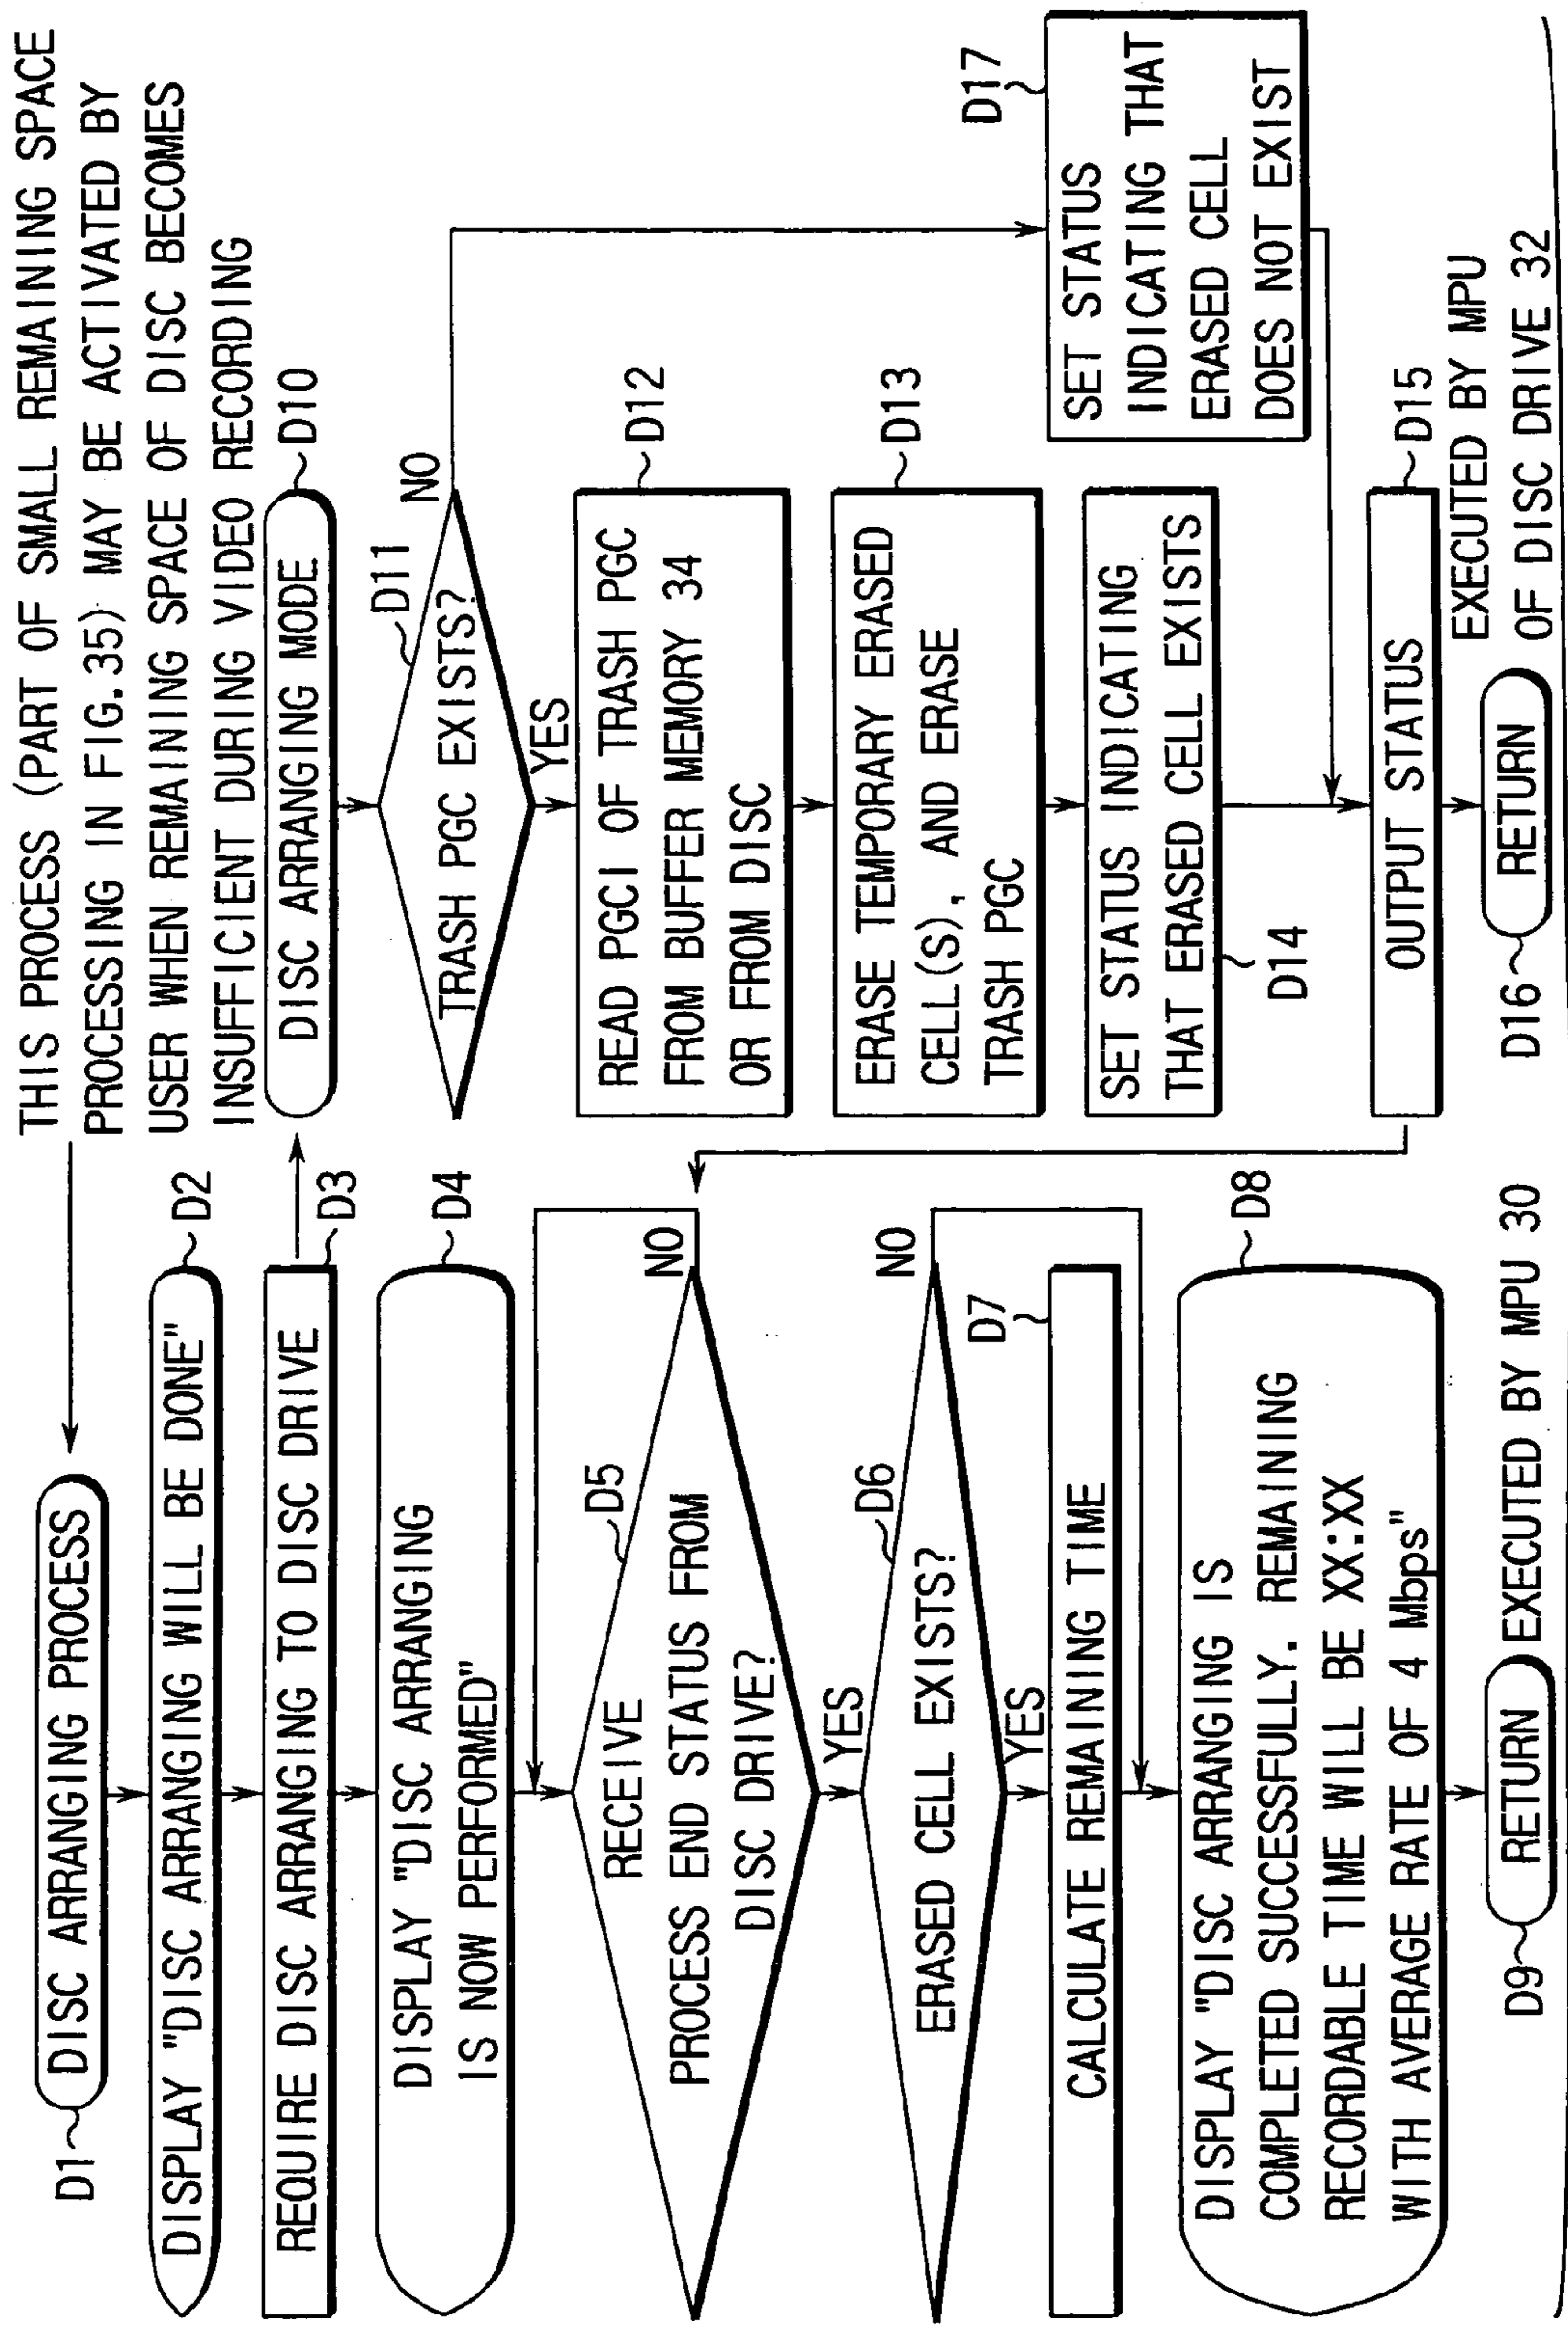 THIS PROCESS (PART OF SMALL REMAINING SPACE
PROCESSING IN FIG.35) MAY BE ACTIVATED BY
USER WHEN REMAINING SPACE OF DISC BECOMES
INSUFFICIENT DURING VIDEO RECORDING
D1
DISC ARRANGING PROCESS
DISPLAY "DISC ARRANGING WILL BE DONE"
D2
REQUIRE DISC ARRANGING TO DISC DRIVE
D3
DISPLAY "DISC ARRANGING
IS NOW PERFORMED"
D4
D5
RECEIVE
PROCESS END STATUS FROM
DISC DRIVE?
NO
YES
D6
ERASED CELL EXISTS?
NO
YES
D7
CALCULATE REMAINING TIME
D8
DISPLAY "DISC ARRANGING IS
COMPLETED SUCCESSFULLY. REMAINING
RECORDABLE TIME WILL BE XX:XX
WITH AVERAGE RATE OF 4 Mbps"
D9
RETURN
EXECUTED BY MPU 30
DISC ARRANGING MODE
D10
D11
TRASH PGC EXISTS?
NO
YES
D12
READ PGCI OF TRASH PGC
FROM BUFFER MEMORY 34
OR FROM DISC
D13
ERASE TEMPORARY ERASED
CELL(S), AND ERASE
TRASH PGC
SET STATUS INDICATING
THAT ERASED CELL EXISTS
D14
D17
SET STATUS
INDICATING THAT
ERASED CELL
DOES NOT EXIST
OUTPUT STATUS
D15
D16
RETURN
EXECUTED BY MPU
OF DISC DRIVE 32